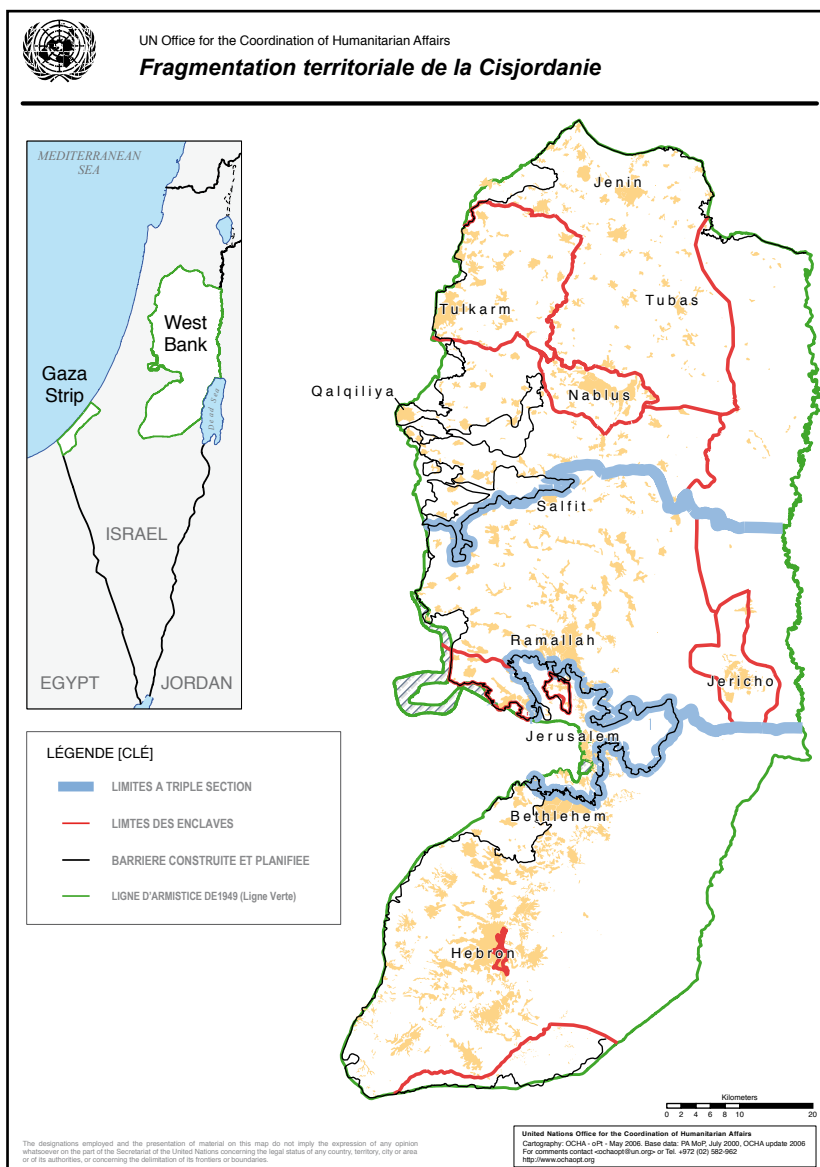 UN Office for the Coordination of Humanitarian Affairs
Fragmentation territoriale de la Cisjordanie
MEDITERRANEAN
SEA
West
Bank
Gaza
Strip
Dead Sea
ISRAEL
EGYPT
JORDAN
Jenin
Tulkarm
Tubas
Qalqiliya
Nablus
Salfit
Ramallah
Jericho
Jerusalem
Bethlehem
Hebron
LÉGENDE [CLÉ]
LIMITES A TRIPLE SECTION
LIMTES DES ENCLAVES
BARRIERE CONSTRUITE ET PLANIFIEE
LIGNE D'ARMISTICE DE1949 (Ligne Verte)
Kilometers
0 2 4 6 8 10 20
The designations employed and the presentation of material on this map do not imply the expression of any opinion
whatsoever on the part of the Secretariat of the United Nations concerning the legal status of any country, territory, city or area
or of its authorities, or concerning the delimitation of its frontiers or boundaries.
United Nations Office for the Coordination of Humanitarian Affairs
Cartography: OCHA - oPt - May 2006. Base data: PA MoP, July 2000, OCHA update 2006
For comments contact <ochaopt@un.org> or Tel. +972 (02) 582-962
http://www.ochaopt.org